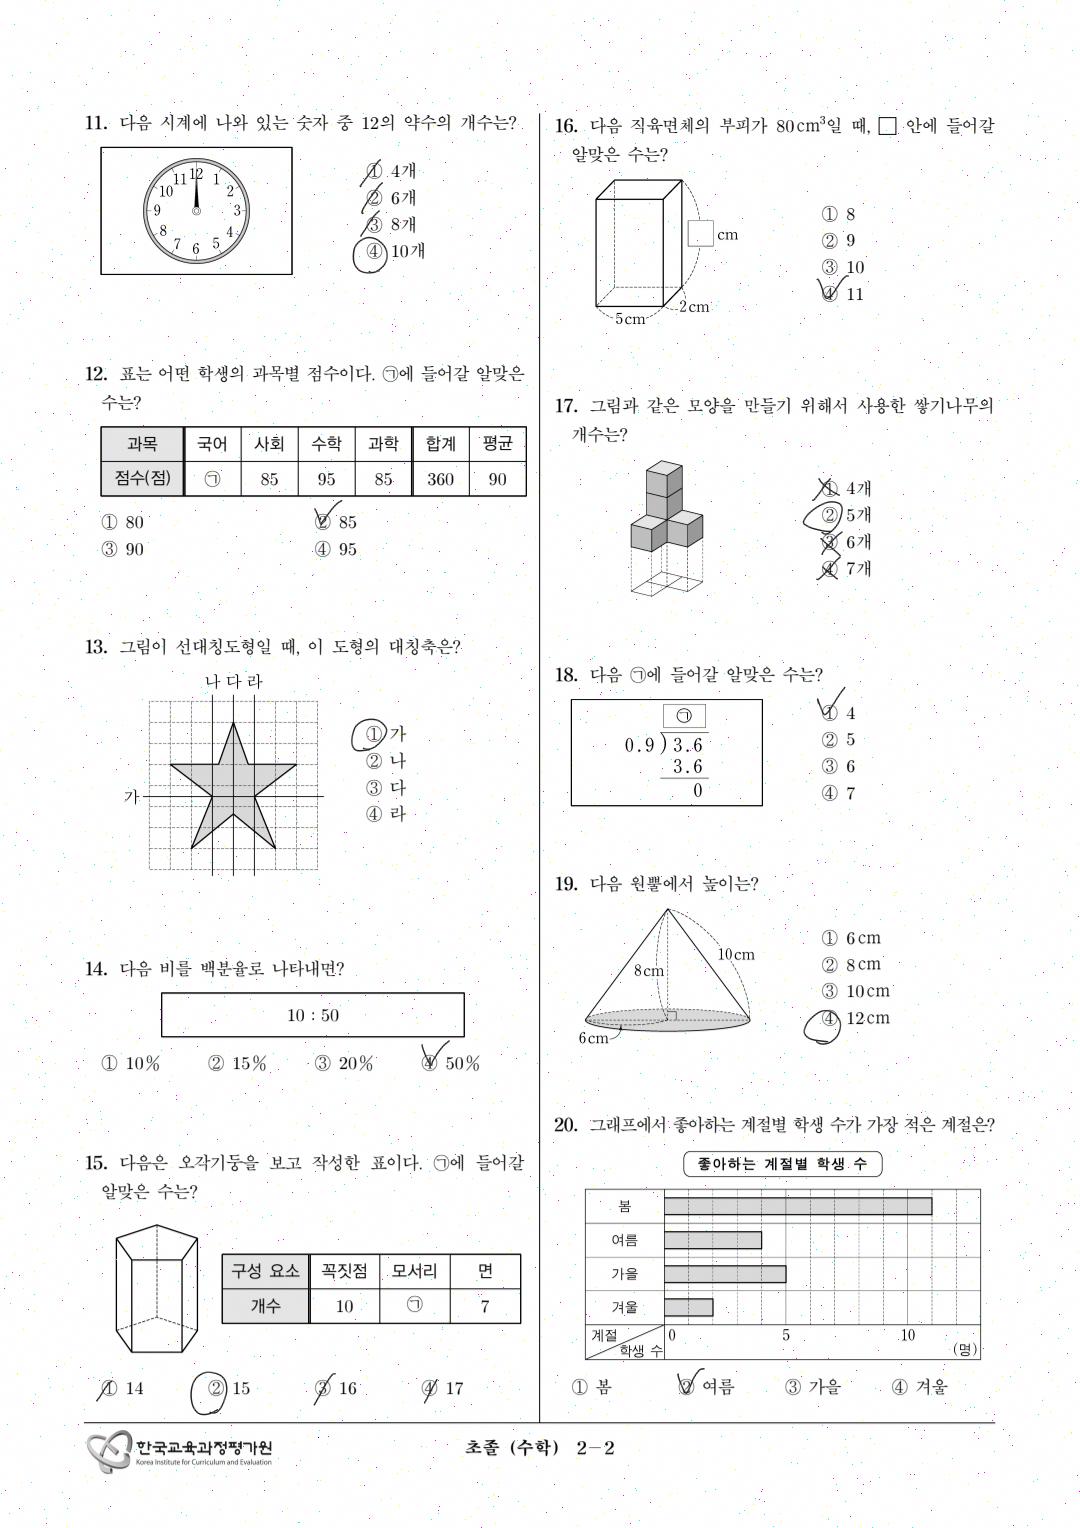 11. 다음 시계에 나와 있는 숫자 중 12의 약수의 개수는?
12
11
1
10
2
9
3
8
4
7
6
5
① 4개
② 6개
③ 8개
④ 10개
12. 표는 어떤 학생의 과목별 점수이다. ㉠에 들어갈 알맞은
수는?
과목 국어 사회 수학 과학 합계 평균
점수(점) ㉠ 85 95 85 360 90
① 80 ② 85
③ 90 ④ 95
13. 그림이 선대칭도형일 때, 이 도형의 대칭축은?
나 다 라
가
① 가
② 나
③ 다
④ 라
14. 다음 비를 백분율로 나타내면?
10 : 50
① 10% ② 15% ③ 20% ④ 50%
15. 다음은 오각기둥을 보고 작성한 표이다. ㉠에 들어갈
알맞은 수는?
구성 요소 꼭짓점 모서리 면
개수 10 ㉠ 7
① 14 ② 15 ③ 16 ④ 17
16. 다음 직육면체의 부피가 80cm³일 때, □ 안에 들어갈
알맞은 수는?
cm
2cm
5cm
① 8
② 9
③ 10
④ 11
17. 그림과 같은 모양을 만들기 위해서 사용한 쌓기나무의
개수는?
① 4개
② 5개
③ 6개
④ 7개
18. 다음 ㉠에 들어갈 알맞은 수는?
㉠
0.9)3.6
3.6
0
① 4
② 5
③ 6
④ 7
19. 다음 원뿔에서 높이는?
10cm
8cm
6cm
① 6cm
② 8cm
③ 10cm
④ 12cm
20. 그래프에서 좋아하는 계절별 학생 수가 가장 적은 계절은?
좋아하는 계절별 학생 수
봄
여름
가을
겨울
계절
학생 수
0 5 10
(명)
① 봄 ② 여름 ③ 가을 ④ 겨울
한국교육과정평가원
Korea Institute for Curriculum and Evaluation
초졸 (수학) 2-2